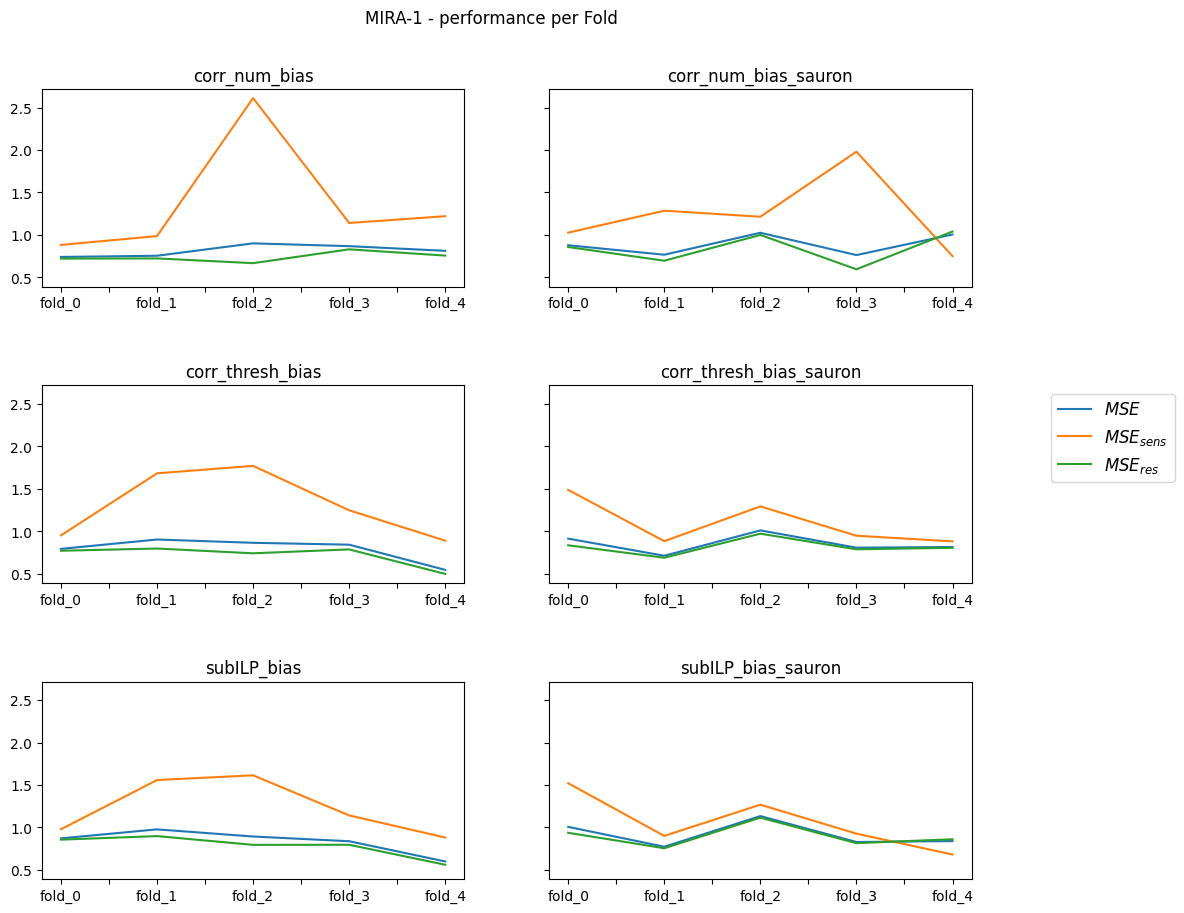 MIRA-1 - performance per Fold
corr_num_bias
2.5
2.0
1.5
1.0
0.5
fold_0 fold_1 fold_2 fold_3 fold_4
corr_num_bias_sauron
fold_0 fold_1 fold_2 fold_3 fold_4
corr_thresh_bias
2.5
2.0
1.5
1.0
0.5
fold_0 fold_1 fold_2 fold_3 fold_4
corr_thresh_bias_sauron
fold_0 fold_1 fold_2 fold_3 fold_4
MSE
MSE_sens
MSE_res
subILP_bias
2.5
2.0
1.5
1.0
0.5
fold_0 fold_1 fold_2 fold_3 fold_4
subILP_bias_sauron
fold_0 fold_1 fold_2 fold_3 fold_4